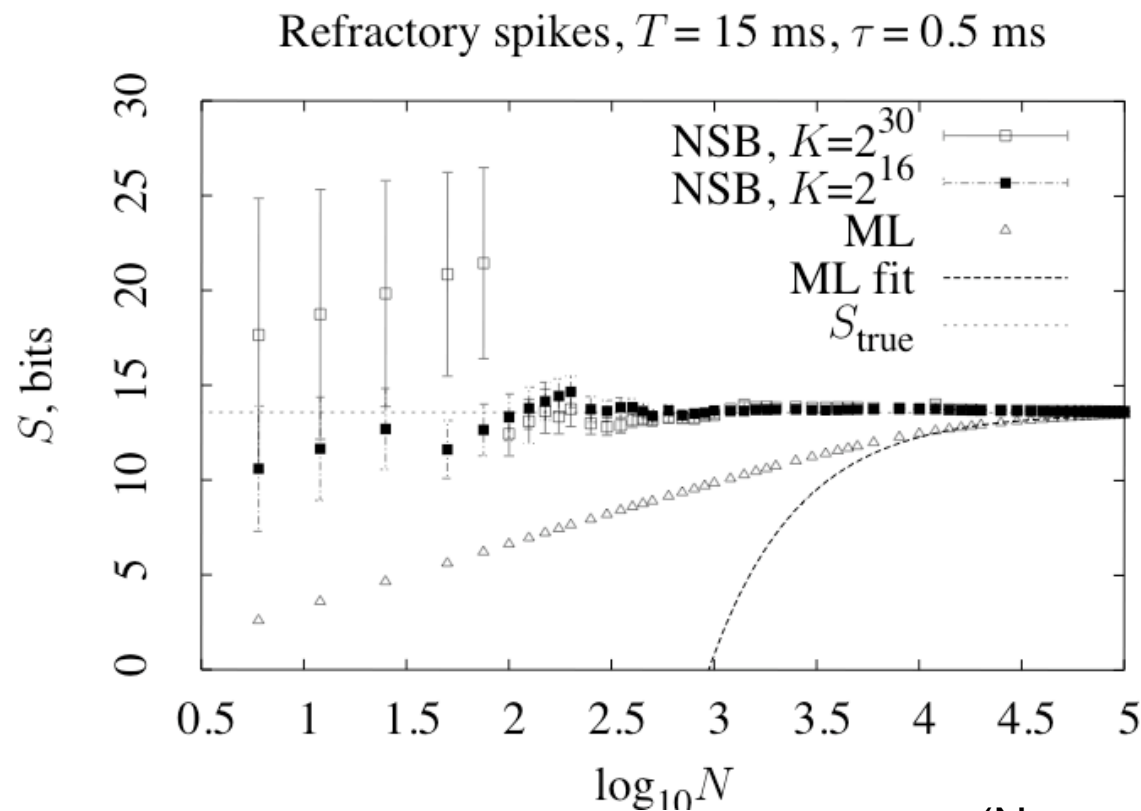 Refractory spikes, T = 15 ms, τ = 0.5 ms
30
25
20
15
10
5
0
S, bits
NSB, K=2^30
NSB, K=2^16
ML
ML fit
S_true
0.5 1 1.5 2 2.5 3 3.5 4 4.5 5
log_10 N